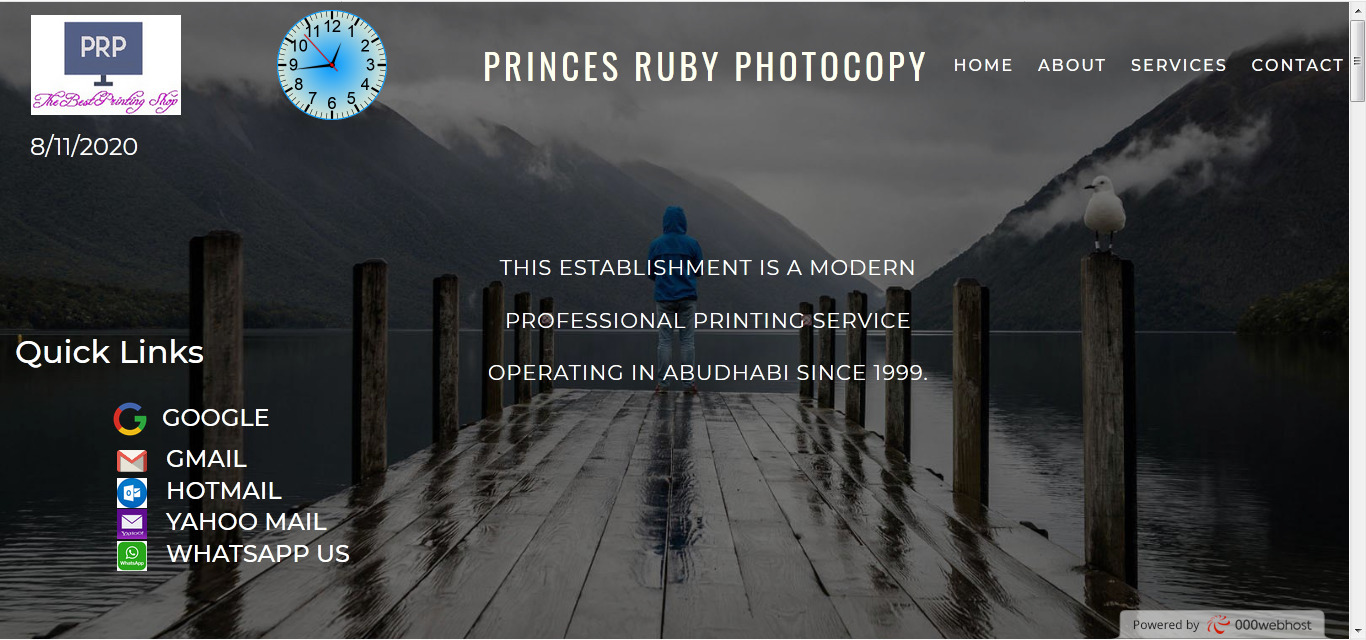 PRP
The Best Printing Shop
12
1
2
3
4
5
6
7
8
9
10
11
PRINCES RUBY PHOTOCOPY
HOME ABOUT SERVICES CONTACT
8/11/2020
THIS ESTABLISHMENT IS A MODERN
PROFESSIONAL PRINTING SERVICE
OPERATING IN ABUDHABI SINCE 1999.
Quick Links
GOOGLE
GMAIL
HOTMAIL
YAHOO! YAHOO MAIL
WhatsApp WHATSAPP US
Powered by 000webhost